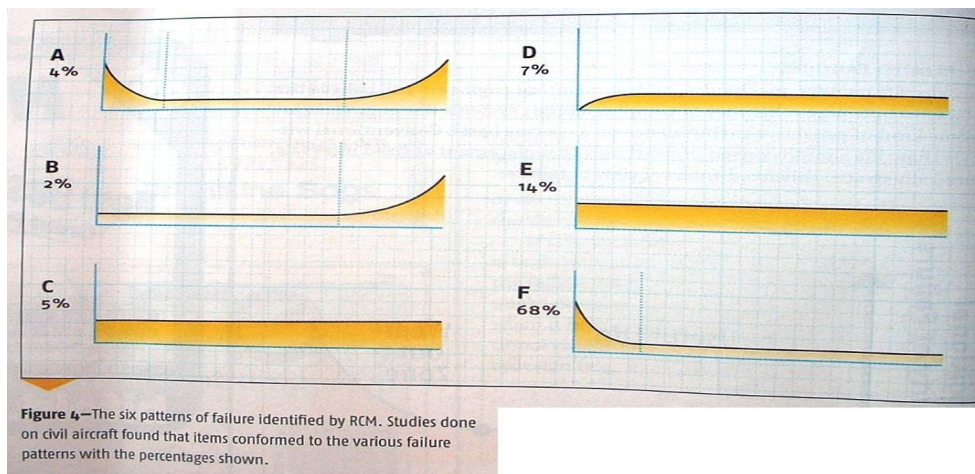 A
4%
D
7%
B
2%
E
14%
C
5%
F
68%
Figure 4—The six patterns of failure identified by RCM. Studies done
on civil aircraft found that items conformed to the various failure
patterns with the percentages shown.